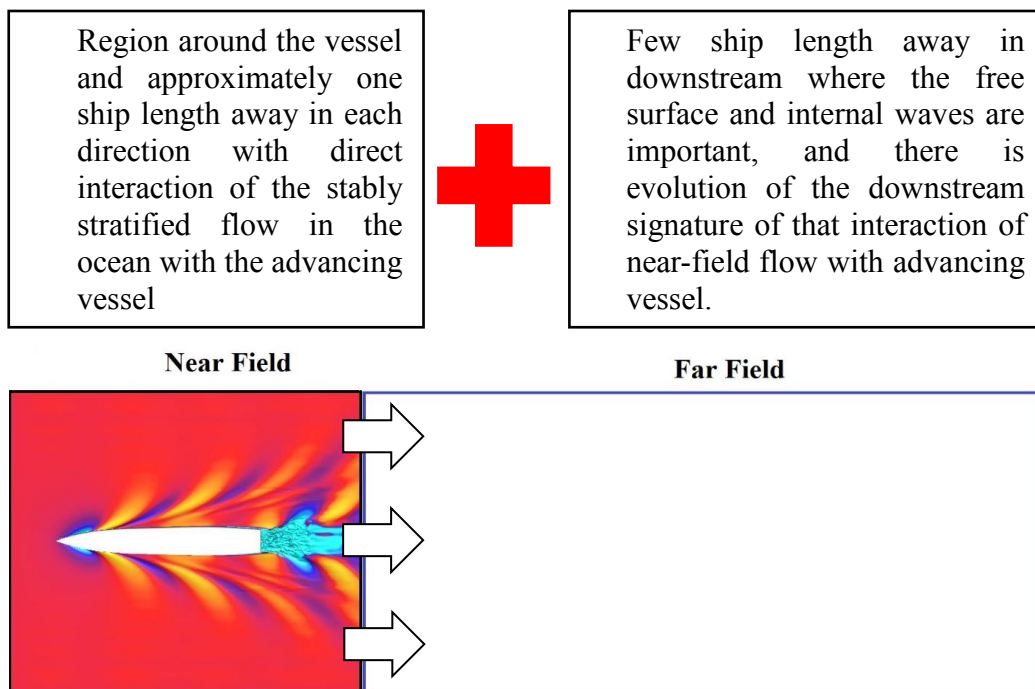 Region around the vessel
and approximately one
ship length away in each
direction with direct
interaction of the stably
stratified flow in the
ocean with the advancing
vessel
Few ship length away in
downstream where the free
surface and internal waves are
important, and there is
evolution of the downstream
signature of that interaction of
near-field flow with advancing
vessel.
Near Field
Far Field